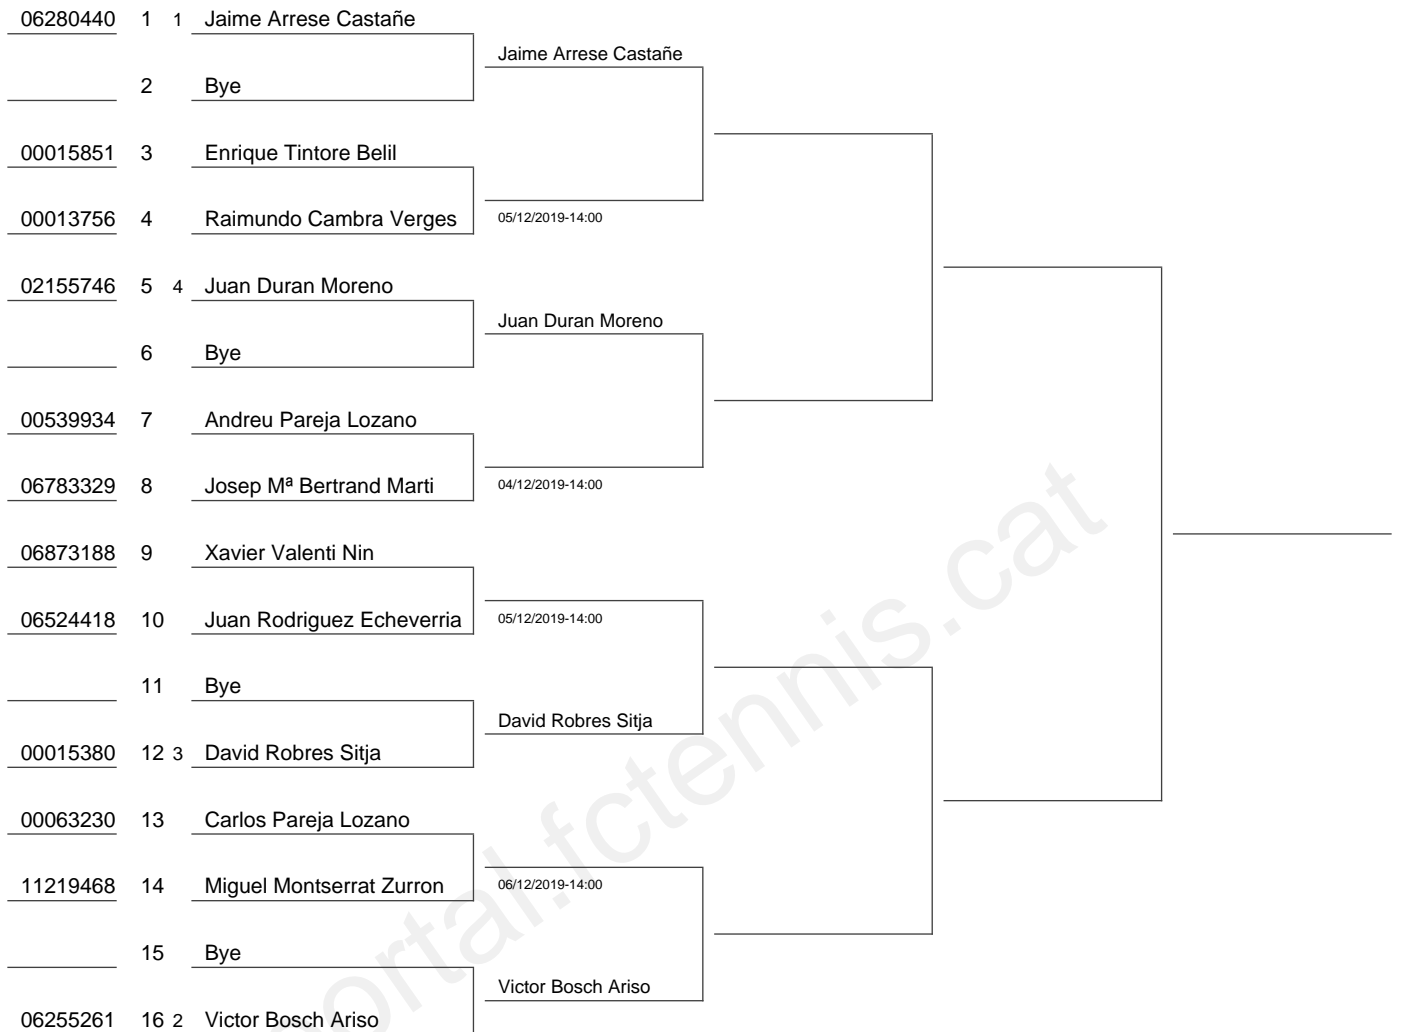 06280440 1 1 Jaime Arrese Castañe
Jaime Arrese Castañe
2 Bye
00015851 3 Enrique Tintore Belil
00013756 4 Raimundo Cambra Verges 05/12/2019-14:00
02155746 5 4 Juan Duran Moreno
Juan Duran Moreno
6 Bye
00539934 7 Andreu Pareja Lozano
06783329 8 Josep Mª Bertrand Marti 04/12/2019-14:00
06873188 9 Xavier Valenti Nin
06524418 10 Juan Rodriguez Echeverria 05/12/2019-14:00
11 Bye
David Robres Sitja
00015380 12 3 David Robres Sitja
00063230 13 Carlos Pareja Lozano
11219468 14 Miguel Montserrat Zurron 06/12/2019-14:00
15 Bye
Victor Bosch Ariso
06255261 16 2 Victor Bosch Ariso
ortal.fctennis.cat